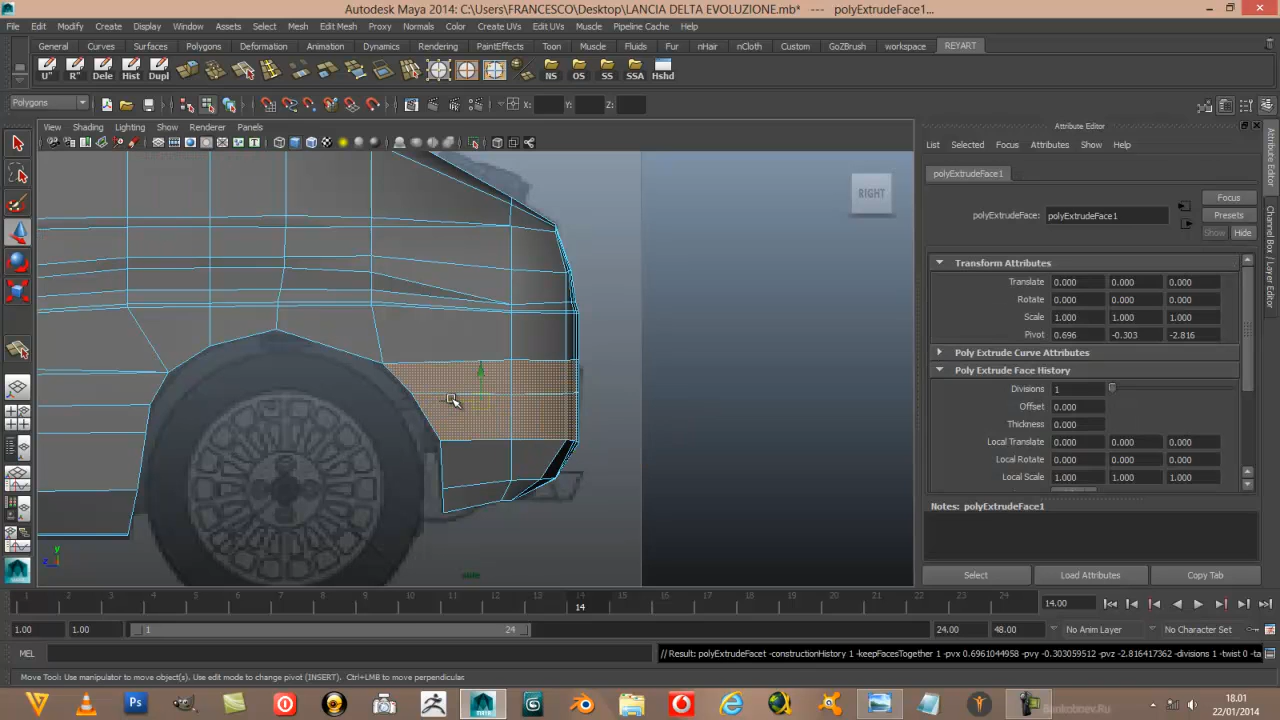 Autodesk Maya 2014: C:\Users\FRANCESCO\Desktop\LANCIA DELTA EVOLUZIONE.mb* --- polyExtrudeFace1...
File Edit Modify Create Display Window Assets Select Mesh Edit Mesh Proxy Normals Color Create UVs Edit UVs Muscle Pipeline Cache Help
General Curves Surfaces Polygons Deformation Animation Dynamics Rendering PaintEffects Toon Muscle Fluids Fur nHair nCloth Custom GoZBrush workspace REYART
U" R" Dele Hist Dupl NS OS SS SSA Hshd
Polygons X: Y: Z:
View Shading Lighting Show Renderer Panels
Attribute Editor
List Selected Focus Attributes Show Help
polyExtrudeFace1
Focus
polyExtrudeFace: polyExtrudeFace1
Presets
Show Hide
Transform Attributes
Translate 0.000 0.000 0.000
Rotate 0.000 0.000 0.000
Scale 1.000 1.000 1.000
Pivot 0.696 -0.303 -2.816
Poly Extrude Curve Attributes
Poly Extrude Face History
Divisions 1
Offset 0.000
Thickness 0.000
Local Translate 0.000 0.000 0.000
Local Rotate 0.000 0.000 0.000
Local Scale 1.000 1.000 1.000
Notes: polyExtrudeFace1
Select Load Attributes Copy Tab
Attribute Editor
Channel Box / Layer Editor
RIGHT
y
z
side
1 2 3 4 5 6 7 8 9 10 11 12 13 14 15 16 17 18 19 20 21 22 23 24
14
14.00
1.00 1.00 1 24 24.00 48.00 No Anim Layer No Character Set
MEL // Result: polyExtrudeFacet -constructionHistory 1 -keepFacesTogether 1 -pvx 0.6961044958 -pvy -0.303059512 -pvz -2.816417362 -divisions 1 -twist 0 -ta
Move Tool: Use manipulator to move object(s). Use edit mode to change pivot (INSERT). Ctrl+LMB to move perpendicular
Ps
18.01
22/01/2014